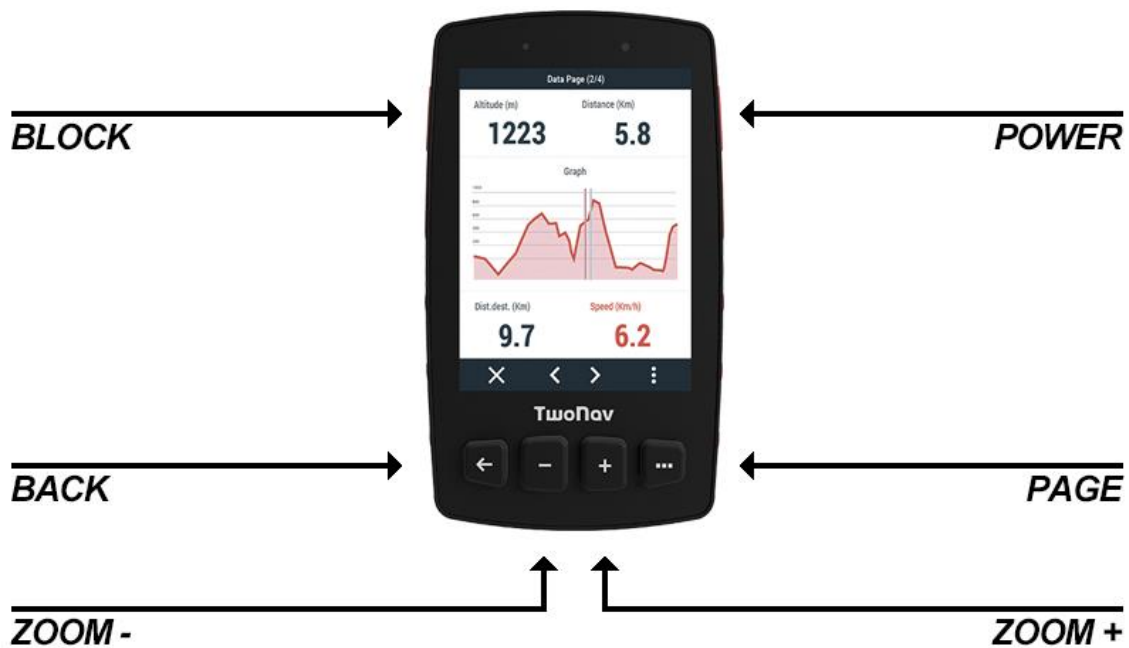 Data Page (2/4)
Altitude (m) Distance (Km)
1223 5.8
BLOCK POWER
Graph
Dist.dest. (Km) Speed (Km/h)
9.7 6.2
TwoNav
BACK PAGE
ZOOM - ZOOM +